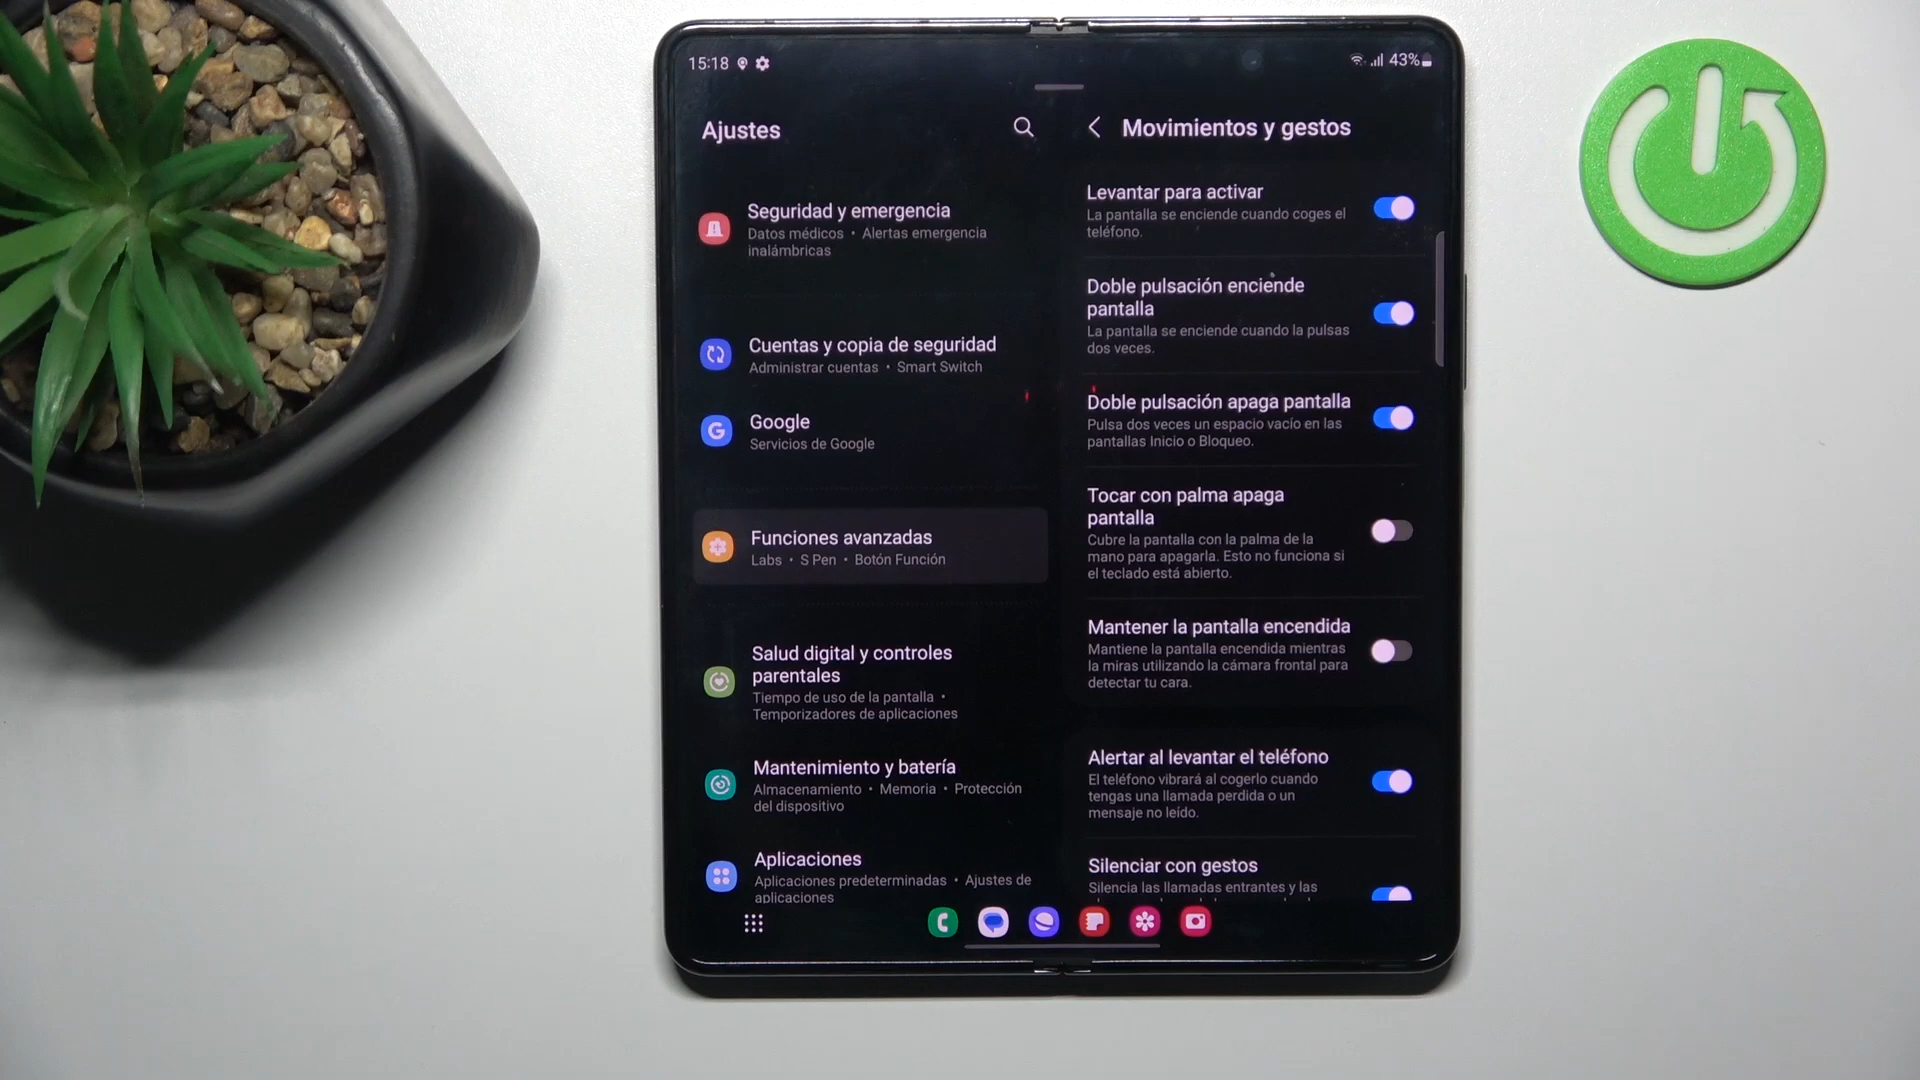 15:18
43%
Ajustes
Seguridad y emergencia
Datos médicos • Alertas emergencia
inalámbricas
Cuentas y copia de seguridad
Administrar cuentas • Smart Switch
Google
Servicios de Google
Funciones avanzadas
Labs • S Pen • Botón Función
Salud digital y controles
parentales
Tiempo de uso de la pantalla •
Temporizadores de aplicaciones
Mantenimiento y batería
Almacenamiento • Memoria • Protección
del dispositivo
Aplicaciones
Aplicaciones predeterminadas • Ajustes de
aplicaciones
Movimientos y gestos
Levantar para activar
La pantalla se enciende cuando coges el
teléfono.
Doble pulsación enciende
pantalla
La pantalla se enciende cuando la pulsas
dos veces.
Doble pulsación apaga pantalla
Pulsa dos veces un espacio vacío en las
pantallas Inicio o Bloqueo.
Tocar con palma apaga
pantalla
Cubre la pantalla con la palma de la
mano para apagarla. Esto no funciona si
el teclado está abierto.
Mantener la pantalla encendida
Mantiene la pantalla encendida mientras
la miras utilizando la cámara frontal para
detectar tu cara.
Alertar al levantar el teléfono
El teléfono vibrará al cogerlo cuando
tengas una llamada perdida o un
mensaje no leído.
Silenciar con gestos
Silencia las llamadas entrantes y las